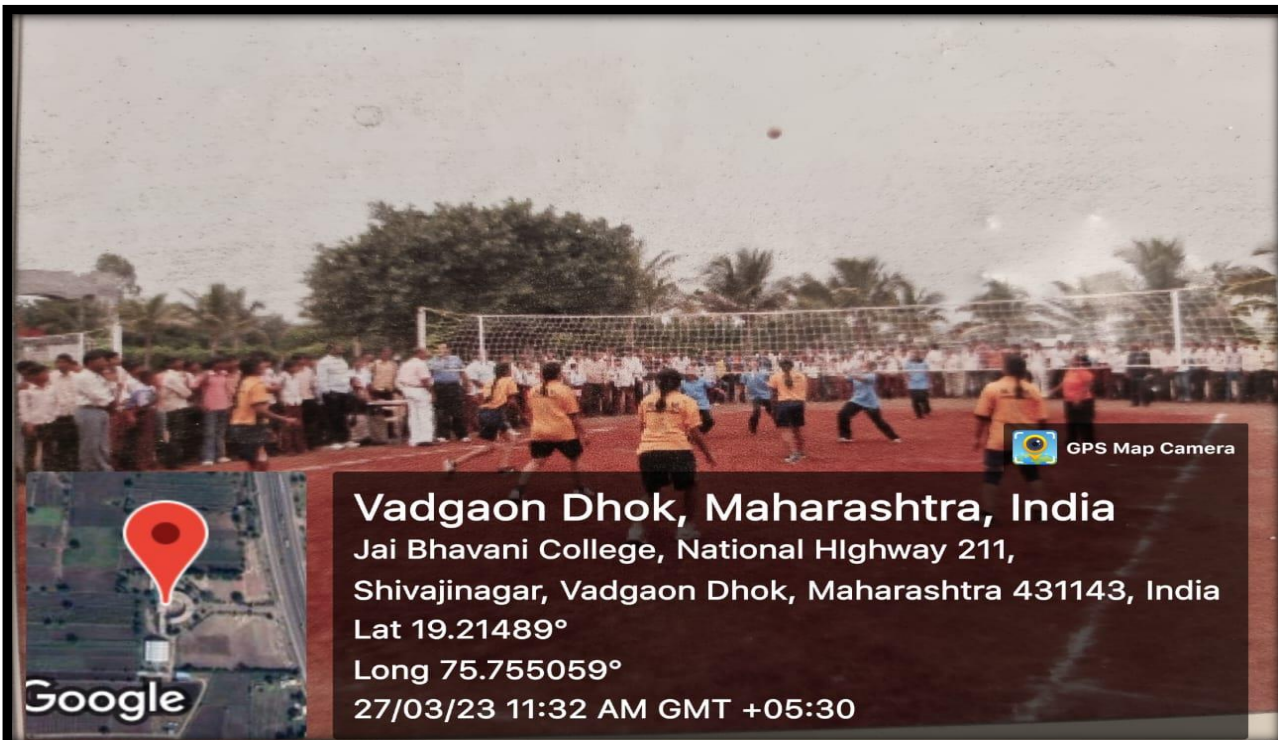 GPS Map Camera
Vadgaon Dhok, Maharashtra, India
Jai Bhavani College, National HIghway 211,
Shivajinagar, Vadgaon Dhok, Maharashtra 431143, India
Lat 19.21489°
Long 75.755059°
27/03/23 11:32 AM GMT +05:30
Google